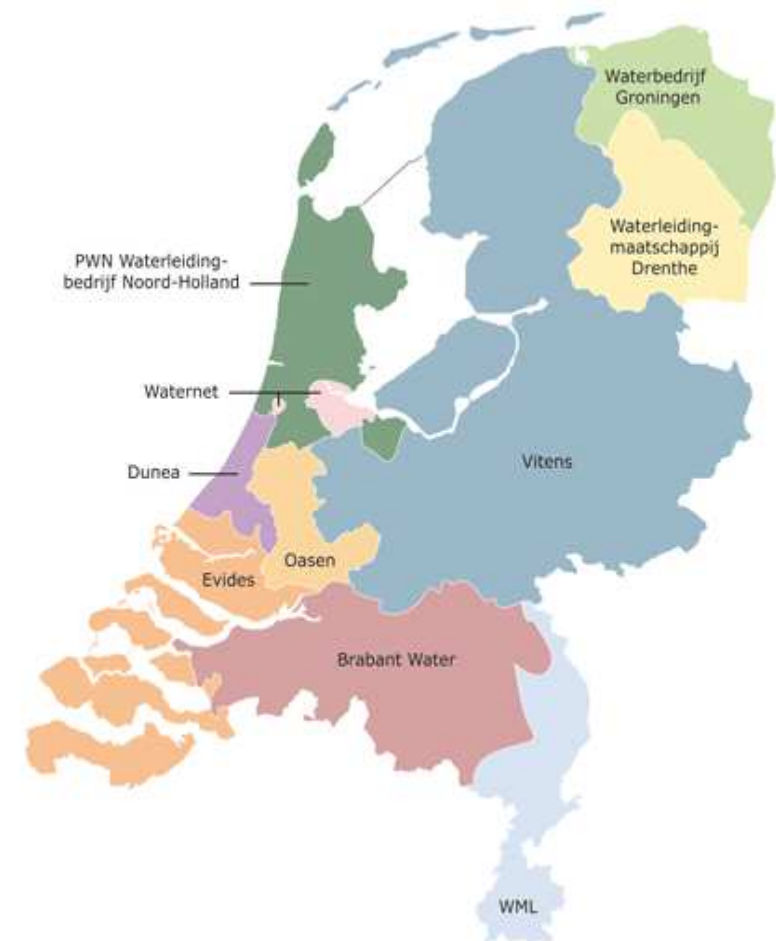 Waterbedrijf
Groningen
Waterleiding-
maatschappij
Drenthe
PWN Waterleiding-
bedrijf Noord-Holland
Waternet
Dunea
Vitens
Oasen
Evides
Brabant Water
WML